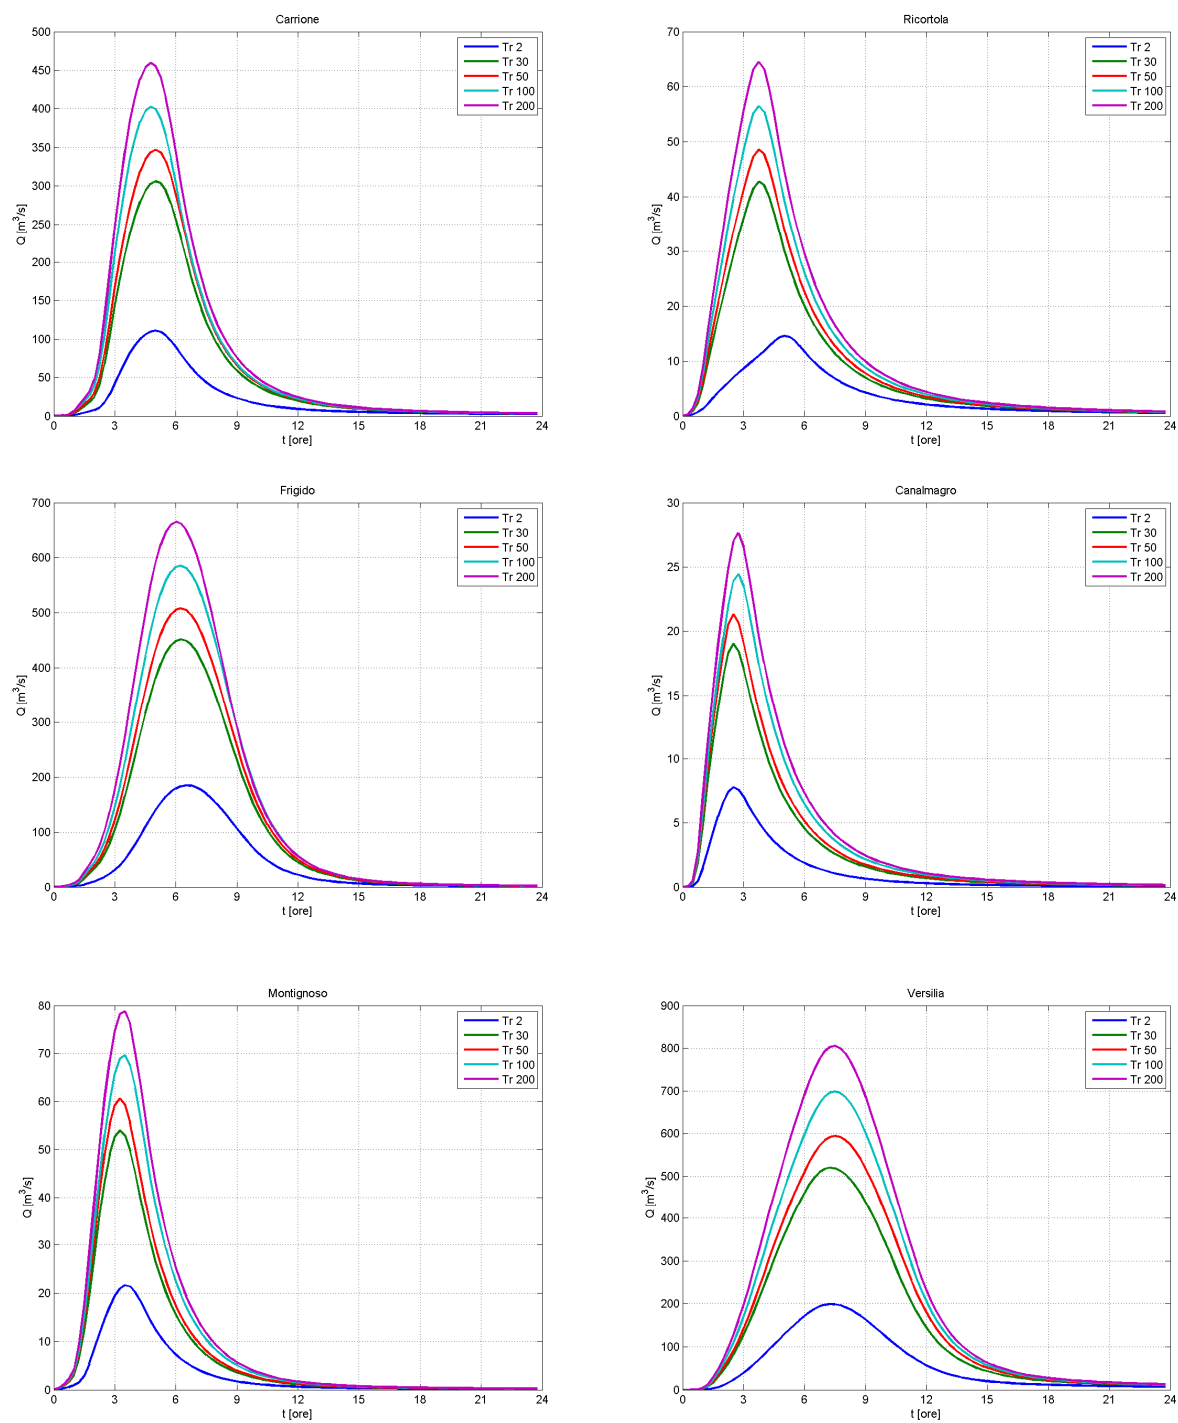 Carrione
500
450
400
350
300
250
200
150
100
50
0
Q [m³/s]
0 3 6 9 12 15 18 21 24
t [ore]
Tr 2
Tr 30
Tr 50
Tr 100
Tr 200
Ricortola
70
60
50
40
30
20
10
0
Q [m³/s]
0 3 6 9 12 15 18 21 24
t [ore]
Tr 2
Tr 30
Tr 50
Tr 100
Tr 200
Frigido
700
600
500
400
300
200
100
0
Q [m³/s]
0 3 6 9 12 15 18 21 24
t [ore]
Tr 2
Tr 30
Tr 50
Tr 100
Tr 200
Canalmagro
30
25
20
15
10
5
0
Q [m³/s]
0 3 6 9 12 15 18 21 24
t [ore]
Tr 2
Tr 30
Tr 50
Tr 100
Tr 200
Montignoso
80
70
60
50
40
30
20
10
0
Q [m³/s]
0 3 6 9 12 15 18 21 24
t [ore]
Tr 2
Tr 30
Tr 50
Tr 100
Tr 200
Versilia
900
800
700
600
500
400
300
200
100
0
Q [m³/s]
0 3 6 9 12 15 18 21 24
t [ore]
Tr 2
Tr 30
Tr 50
Tr 100
Tr 200